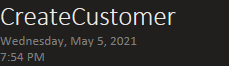 CreateCustomer
Wednesday, May 5, 2021
7:54 PM